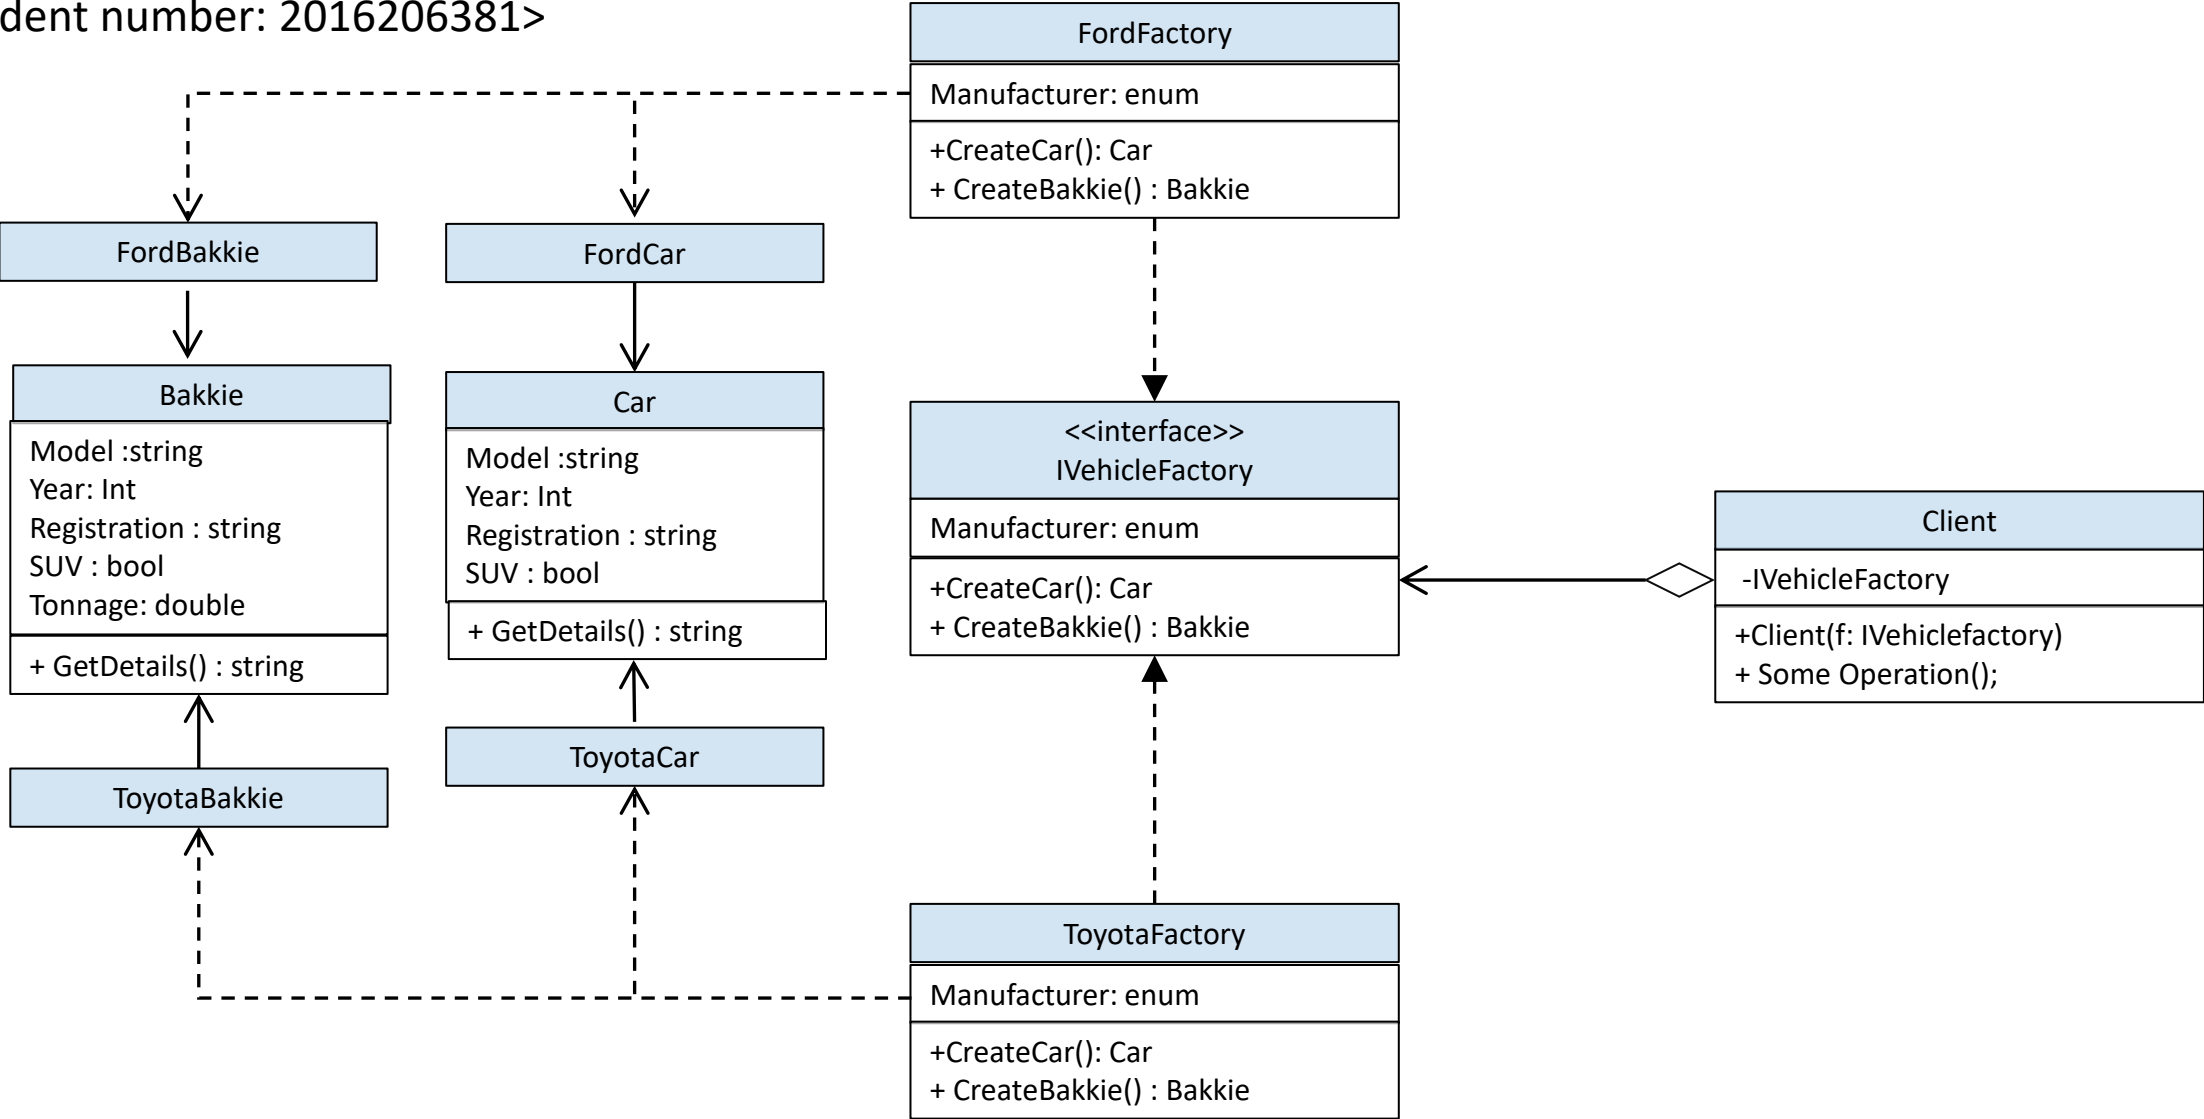 dent number: 2016206381>
FordFactory
Manufacturer: enum
+CreateCar(): Car
+ CreateBakkie() : Bakkie
FordBakkie
FordCar
Bakkie
Model :string
Year: Int
Registration : string
SUV : bool
Tonnage: double
+ GetDetails() : string
Car
Model :string
Year: Int
Registration : string
SUV : bool
+ GetDetails() : string
<<interface>>
IVehicleFactory
Manufacturer: enum
+CreateCar(): Car
+ CreateBakkie() : Bakkie
Client
-IVehicleFactory
+Client(f: IVehiclefactory)
+ Some Operation();
ToyotaBakkie
ToyotaCar
ToyotaFactory
Manufacturer: enum
+CreateCar(): Car
+ CreateBakkie() : Bakkie